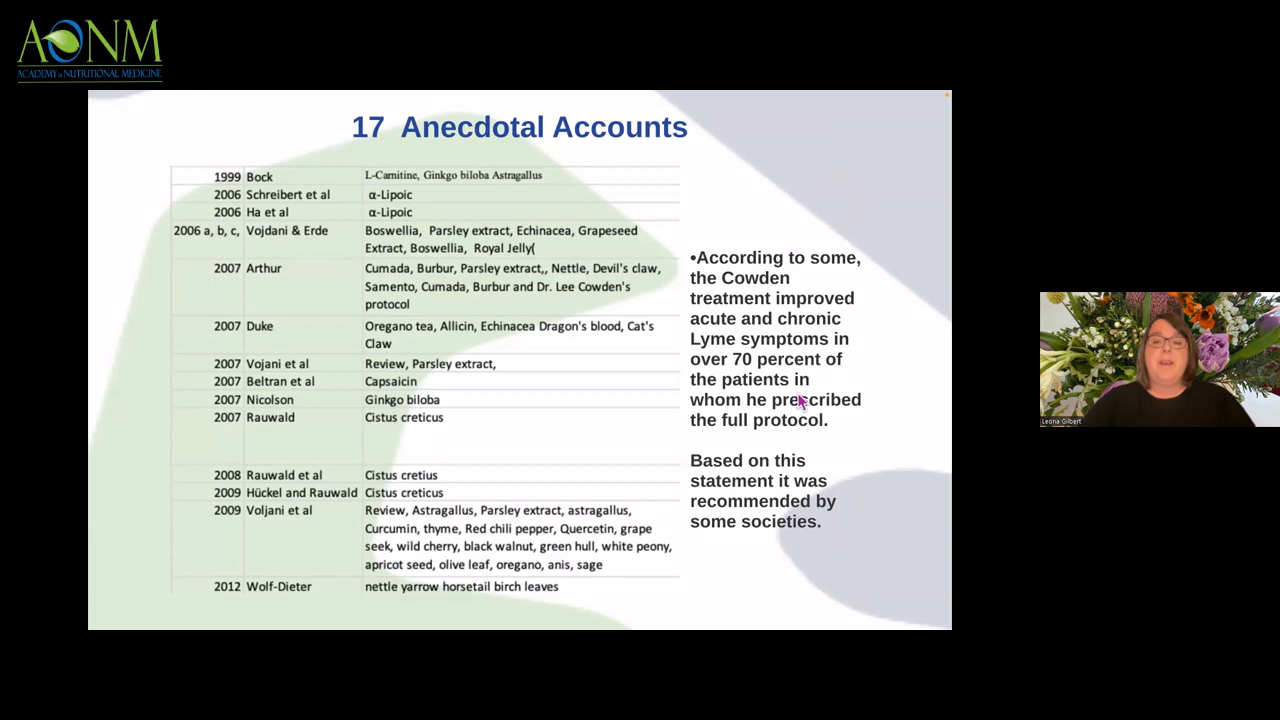 AONM
ACADEMY of NUTRITIONAL MEDICINE
17 Anecdotal Accounts
1999 Bock L-Carnitine, Ginkgo biloba Astragallus
2006 Schreibert et al α-Lipoic
2006 Ha et al α-Lipoic
2006 a, b, c, Vojdani & Erde Boswellia, Parsley extract, Echinacea, Grapeseed
Extract, Boswellia, Royal Jelly(
2007 Arthur Cumada, Burbur, Parsley extract,, Nettle, Devil's claw,
Samento, Cumada, Burbur and Dr. Lee Cowden's
protocol
2007 Duke Oregano tea, Allicin, Echinacea Dragon's blood, Cat's
Claw
2007 Vojani et al Review, Parsley extract,
2007 Beltran et al Capsaicin
2007 Nicolson Ginkgo biloba
2007 Rauwald Cistus creticus
2008 Rauwald et al Cistus cretius
2009 Hückel and Rauwald Cistus creticus
2009 Voljani et al Review, Astragallus, Parsley extract, astragallus,
Curcumin, thyme, Red chili pepper, Quercetin, grape
seek, wild cherry, black walnut, green hull, white peony,
apricot seed, olive leaf, oregano, anis, sage
2012 Wolf-Dieter nettle yarrow horsetail birch leaves
•According to some,
the Cowden
treatment improved
acute and chronic
Lyme symptoms in
over 70 percent of
the patients in
whom he prescribed
the full protocol.
Based on this
statement it was
recommended by
some societies.
Leona Gilbert